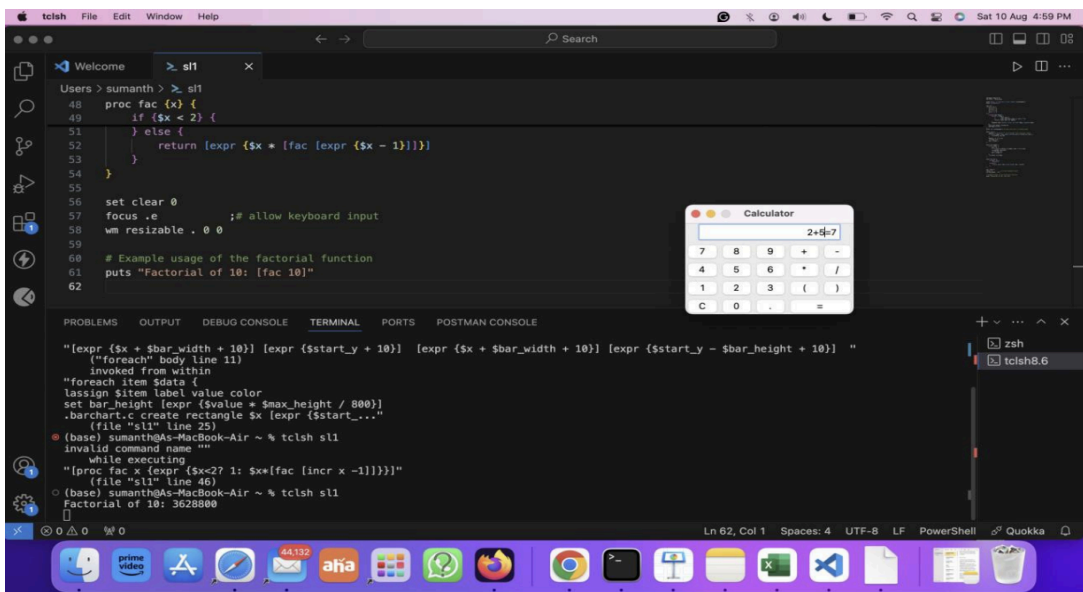 tclsh File Edit Window Help Sat 10 Aug 4:59 PM
Search
Welcome sl1
Users > sumanth > sl1
48 proc fac {x} {
49 if {$x < 2} {
51 } else {
52 return [expr {$x * [fac [expr {$x - 1}]]}]
53 }
54 }
55
56 set clear 0
57 focus .e ;# allow keyboard input
58 wm resizable . 0 0
59
60 # Example usage of the factorial function
61 puts "Factorial of 10: [fac 10]"
62
Calculator
2+5=7
7 8 9 + -
4 5 6 * /
1 2 3 ( )
C 0 . =
PROBLEMS OUTPUT DEBUG CONSOLE TERMINAL PORTS POSTMAN CONSOLE
"[expr {$x + $bar_width + 10}] [expr {$start_y + 10}] [expr {$x + $bar_width + 10}] [expr {$start_y - $bar_height + 10}] "
("foreach" body line 11)
invoked from within
"foreach item $data {
lassign $item label value color
set bar_height [expr {$value * $max_height / 800}]
.barchart.c create rectangle $x [expr {$start_..."
(file "sl1" line 25)
(base) sumanth@As-MacBook-Air ~ % tclsh sl1
invalid command name ""
while executing
"[proc fac x {expr {$x<2? 1: $x*[fac [incr x -1]]}}]"
(file "sl1" line 46)
(base) sumanth@As-MacBook-Air ~ % tclsh sl1
Factorial of 10: 3628800
zsh
tclsh8.6
0 0 0 Ln 62, Col 1 Spaces: 4 UTF-8 LF PowerShell Quokka
prime video
44,132
aha